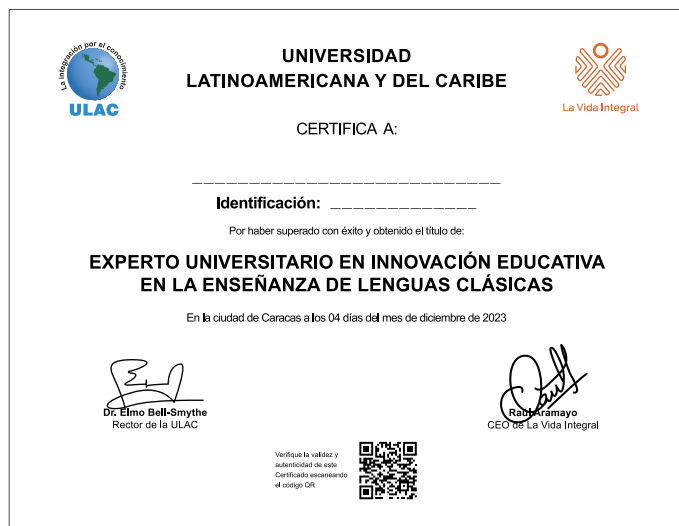 La integración por el conocimiento
ULAC
UNIVERSIDAD
LATINOAMERICANA Y DEL CARIBE
La Vida Integral
CERTIFICA A:
Identificación:
Por haber superado con éxito y obtenido el título de:
EXPERTO UNIVERSITARIO EN INNOVACIÓN EDUCATIVA
EN LA ENSEÑANZA DE LENGUAS CLÁSICAS
En la ciudad de Caracas a los 04 días del mes de diciembre de 2023
Dr. Elmo Bell-Smythe
Rector de la ULAC
Raúl Aramayo
CEO de La Vida Integral
Verifique la validez y
autenticidad de este
Certificado escaneando
el código QR